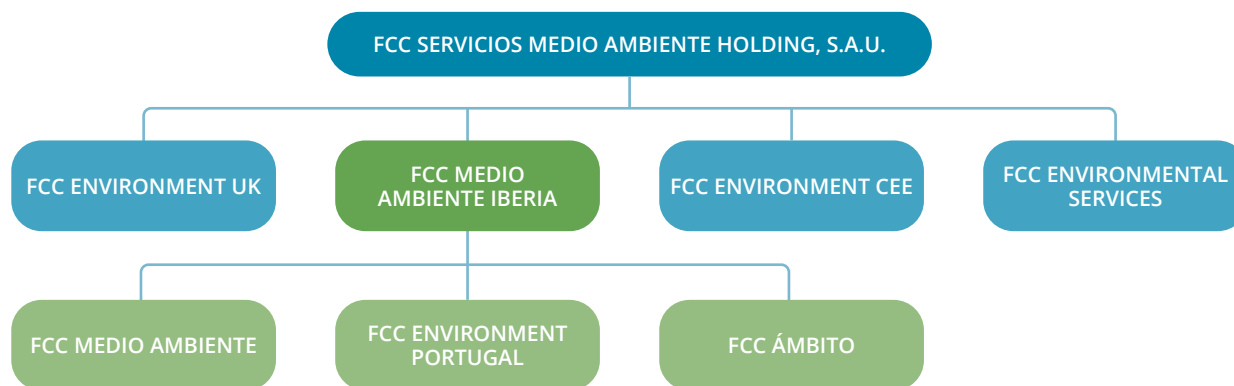 FCC SERVICIOS MEDIO AMBIENTE HOLDING, S.A.U.
FCC ENVIRONMENT UK
FCC MEDIO
AMBIENTE IBERIA
FCC ENVIRONMENT CEE
FCC ENVIRONMENTAL
SERVICES
FCC MEDIO AMBIENTE
FCC ENVIRONMENT
PORTUGAL
FCC ÁMBITO